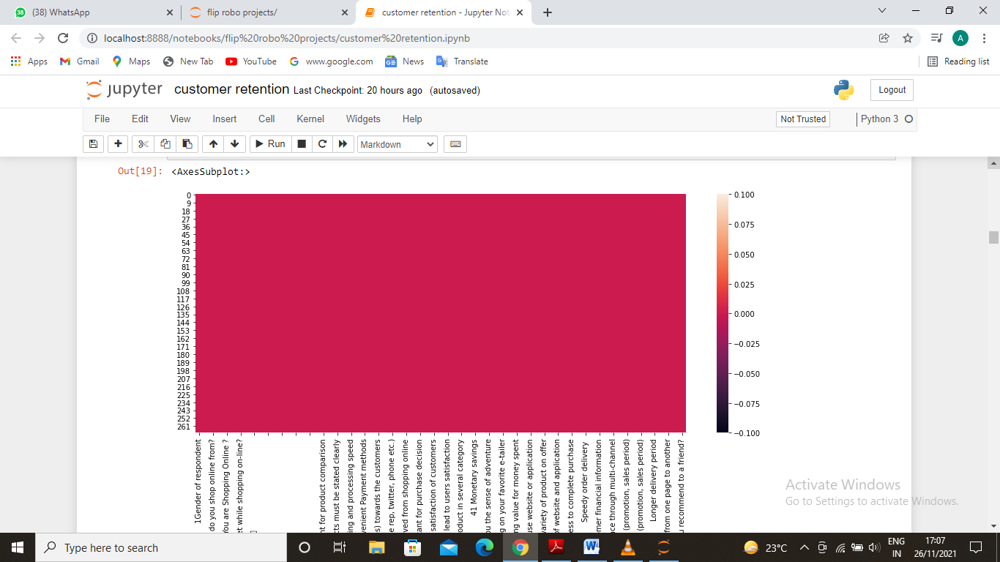 (38) WhatsApp
flip robo projects/
customer retention - Jupyter Not
localhost:8888/notebooks/flip%20robo%20projects/customer%20retention.ipynb
A
Apps Gmail Maps New Tab YouTube www.google.com News Translate Reading list
jupyter customer retention Last Checkpoint: 20 hours ago (autosaved) Logout
File Edit View Insert Cell Kernel Widgets Help Not Trusted Python 3
Run Markdown
Out[19]: <AxesSubplot:>
0
9
18
27
36
45
54
63
72
81
90
99
108
117
126
135
144
153
162
171
180
189
198
207
216
225
234
243
252
261
0.100
0.075
0.050
0.025
0.000
−0.025
−0.050
−0.075
−0.100
1Gender of respondent
do you shop online from?
You are Shopping Online ?
et while shopping on-line?
]
nt for product comparison
cts must be stated clearly
ing and processing speed
venient Payment methods
s) towards the customers
e rep, twitter, phone etc.)
ved from shopping online
ant for purchase decision
satisfaction of customers
lead to users satisfaction
oduct in several category
41 Monetary savings
ou the sense of adventure
g on your favorite e-tailer
ng value for money spent
use website or application
variety of product on offer
of website and application
ess to complete purchase
Speedy order delivery
mer financial information
ce through multi-channel
(promotion, sales period)
(promotion, sales period)
Longer delivery period
from one page to another
u recommend to a friend?
Activate Windows
Go to Settings to activate Windows.
Type here to search
23°C
ENG
IN
17:07
26/11/2021